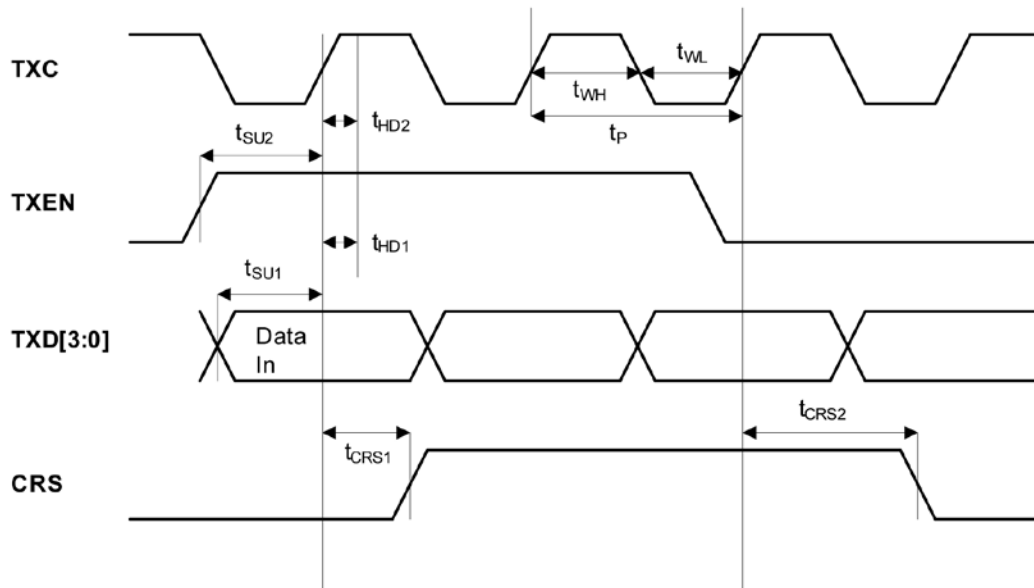 TXC
tWH
tWL
tHD2
tP
tSU2
TXEN
tHD1
tSU1
TXD[3:0]
Data
In
tCRS2
tCRS1
CRS